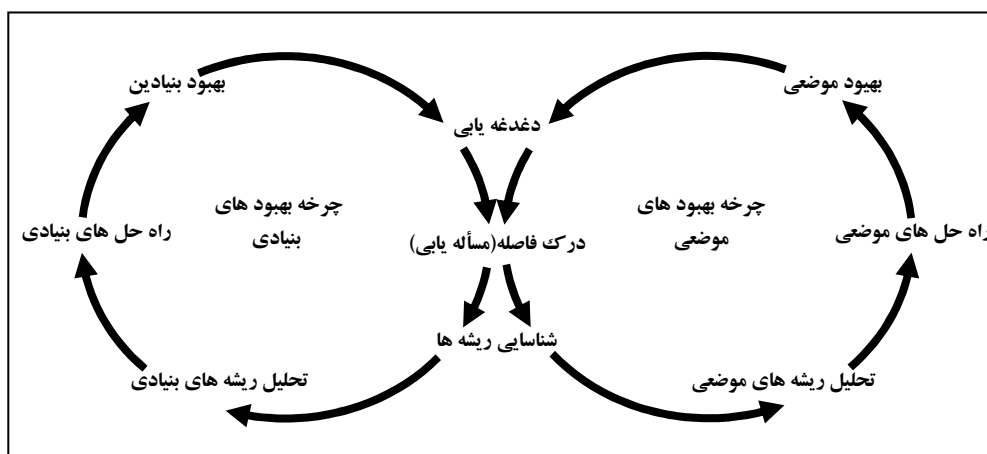 بهبود بنیادین
بهبود موضعی
دغدغه یابی
چرخه بهبود های
بنیادی
چرخه بهبود های
موضعی
راه حل های بنیادی
درک فاصله(مسأله یابی)
راه حل های موضعی
شناسایی ریشه ها
تحلیل ریشه های بنیادی
تحلیل ریشه های موضعی